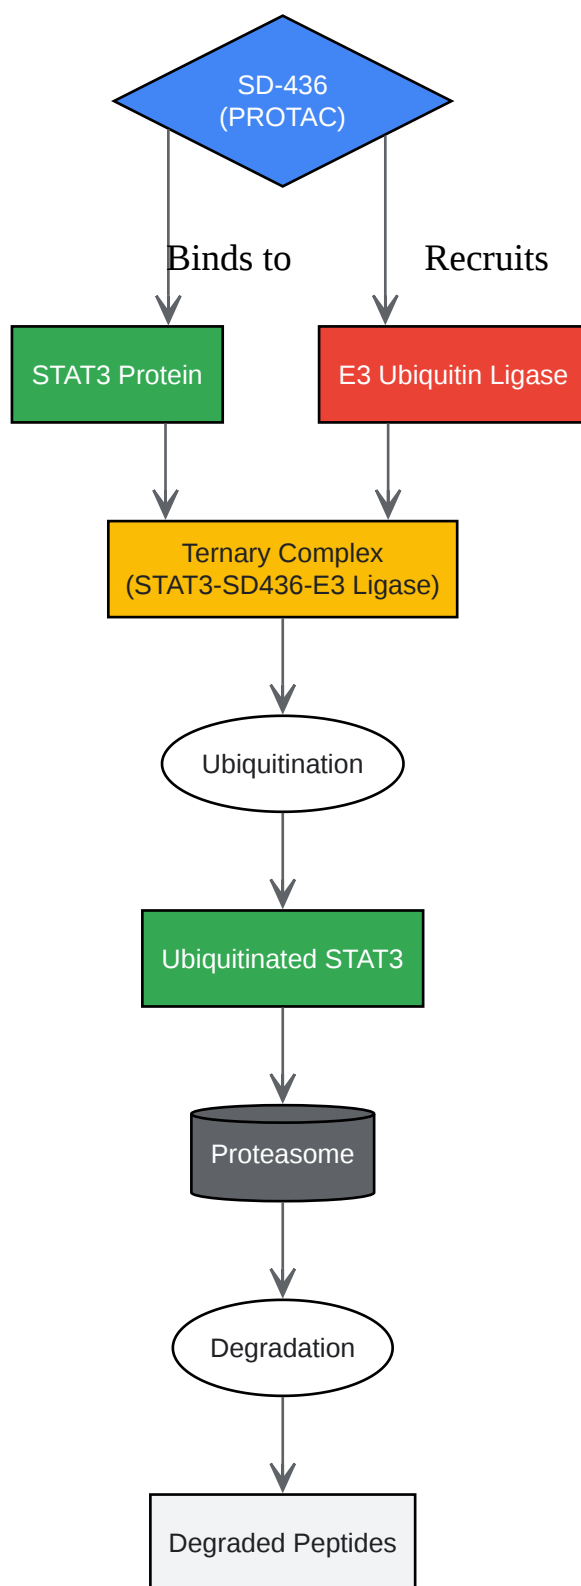 SD-436
(PROTAC)
Binds to
Recruits
STAT3 Protein
E3 Ubiquitin Ligase
Ternary Complex
(STAT3-SD436-E3 Ligase)
Ubiquitination
Ubiquitinated STAT3
Proteasome
Degradation
Degraded Peptides